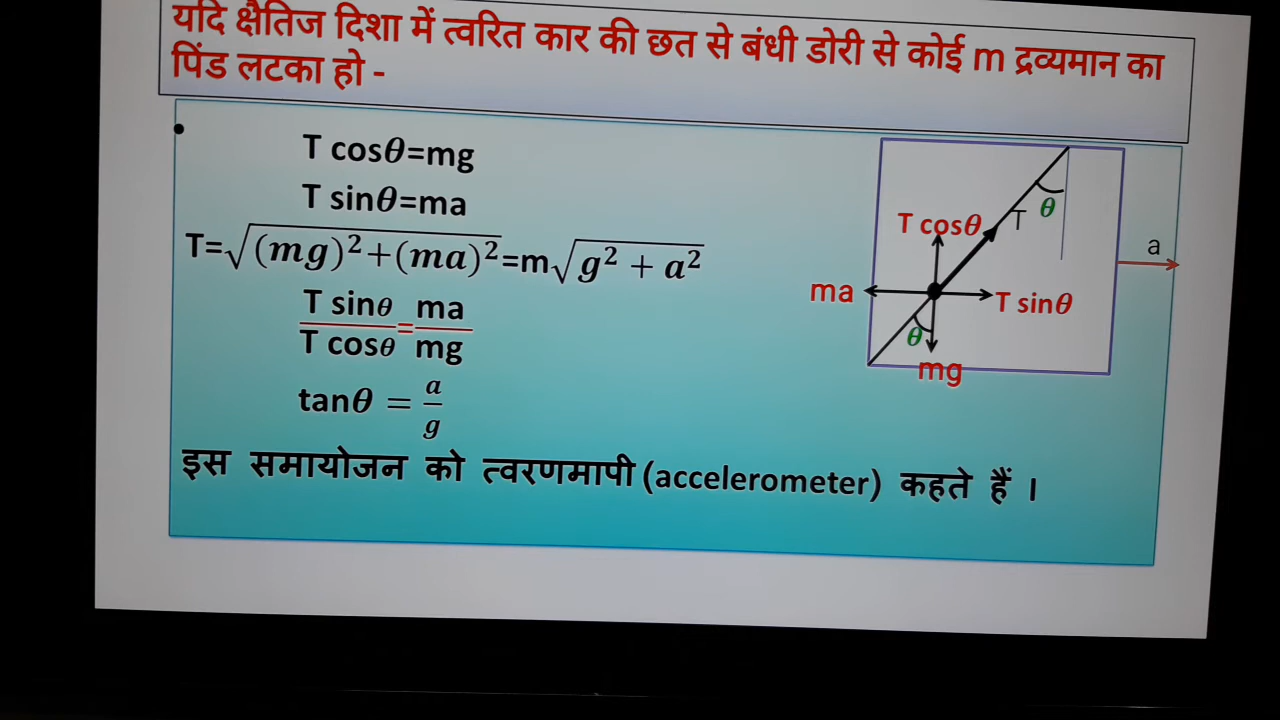 यदि क्षैतिज दिशा में त्वरित कार की छत से बंधी डोरी से कोई m द्रव्यमान का
पिंड लटका हो -
T cosθ=mg
T sinθ=ma
T=√(mg)²+(ma)²=m√g² + a²
T sinθ/T cosθ=ma/mg
tanθ = a/g
इस समायोजन को त्वरणमापी (accelerometer) कहते हैं ।
θ
T
T cosθ
a
ma
T sinθ
θ
mg